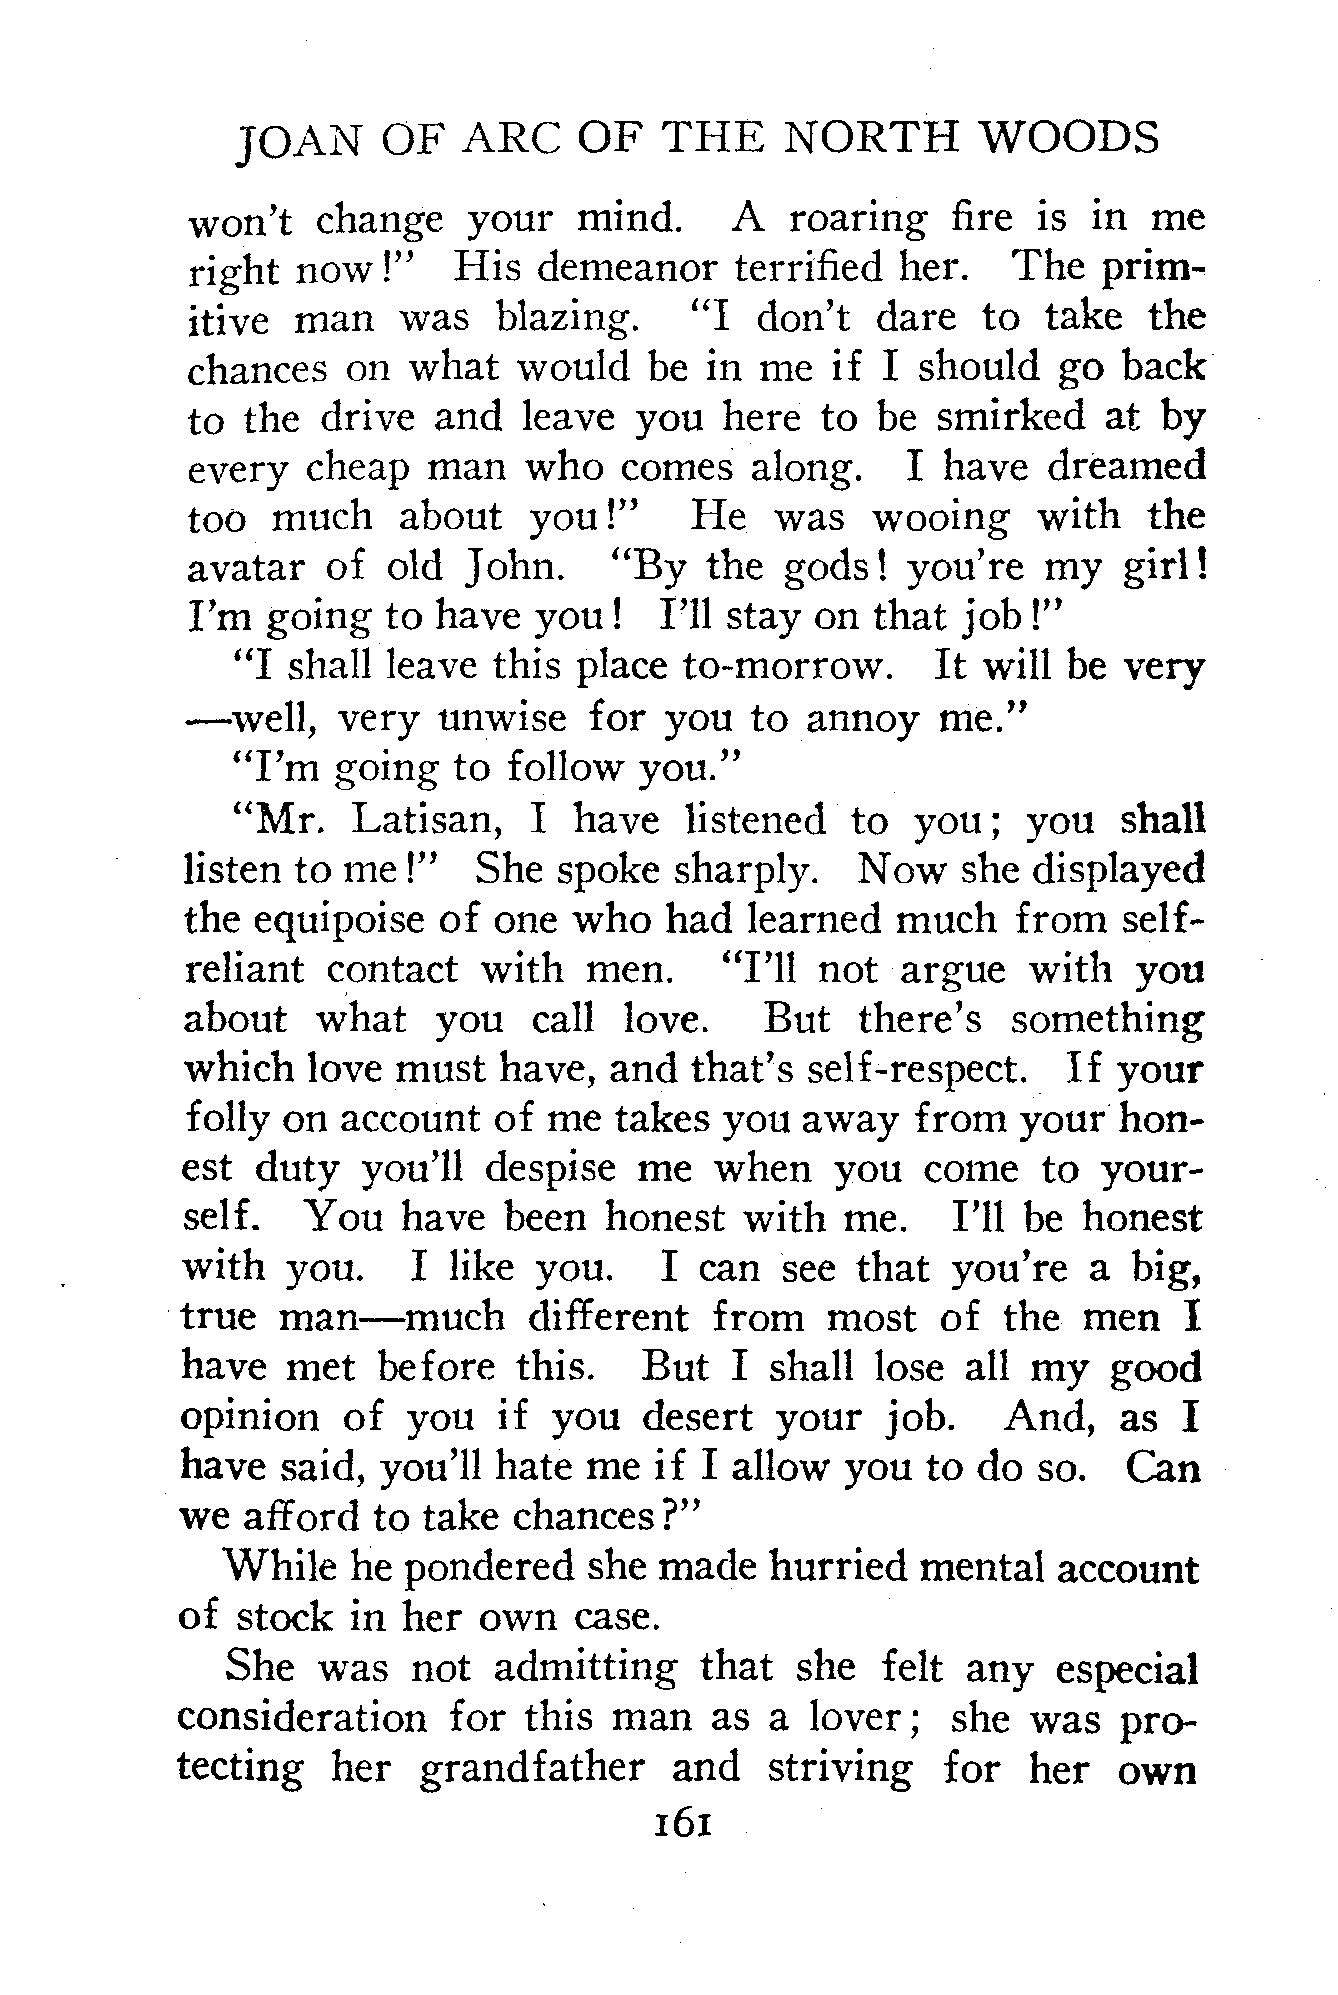 JOAN OF ARC OF THE NORTH WOODS
won't change your mind. A roaring fire is in me
right now!" His demeanor terrified her. The prim-
itive man was blazing. "I don't dare to take the
chances on what would be in me if I should go back
to the drive and leave you here to be smirked at by
every cheap man who comes along. I have dreamed
too much about you!" He was wooing with the
avatar of old John. "By the gods! you're my girl!
I'm going to have you! I'll stay on that job!"
"I shall leave this place to-morrow. It will be very
—well, very unwise for you to annoy me."
"I'm going to follow you."
"Mr. Latisan, I have listened to you; you shall
listen to me!" She spoke sharply. Now she displayed
the equipoise of one who had learned much from self-
reliant contact with men. "I'll not argue with you
about what you call love. But there's something
which love must have, and that's self-respect. If your
folly on account of me takes you away from your hon-
est duty you'll despise me when you come to your-
self. You have been honest with me. I'll be honest
with you. I like you. I can see that you're a big,
true man—much different from most of the men I
have met before this. But I shall lose all my good
opinion of you if you desert your job. And, as I
have said, you'll hate me if I allow you to do so. Can
we afford to take chances?"
While he pondered she made hurried mental account
of stock in her own case.
She was not admitting that she felt any especial
consideration for this man as a lover; she was pro-
tecting her grandfather and striving for her own
161